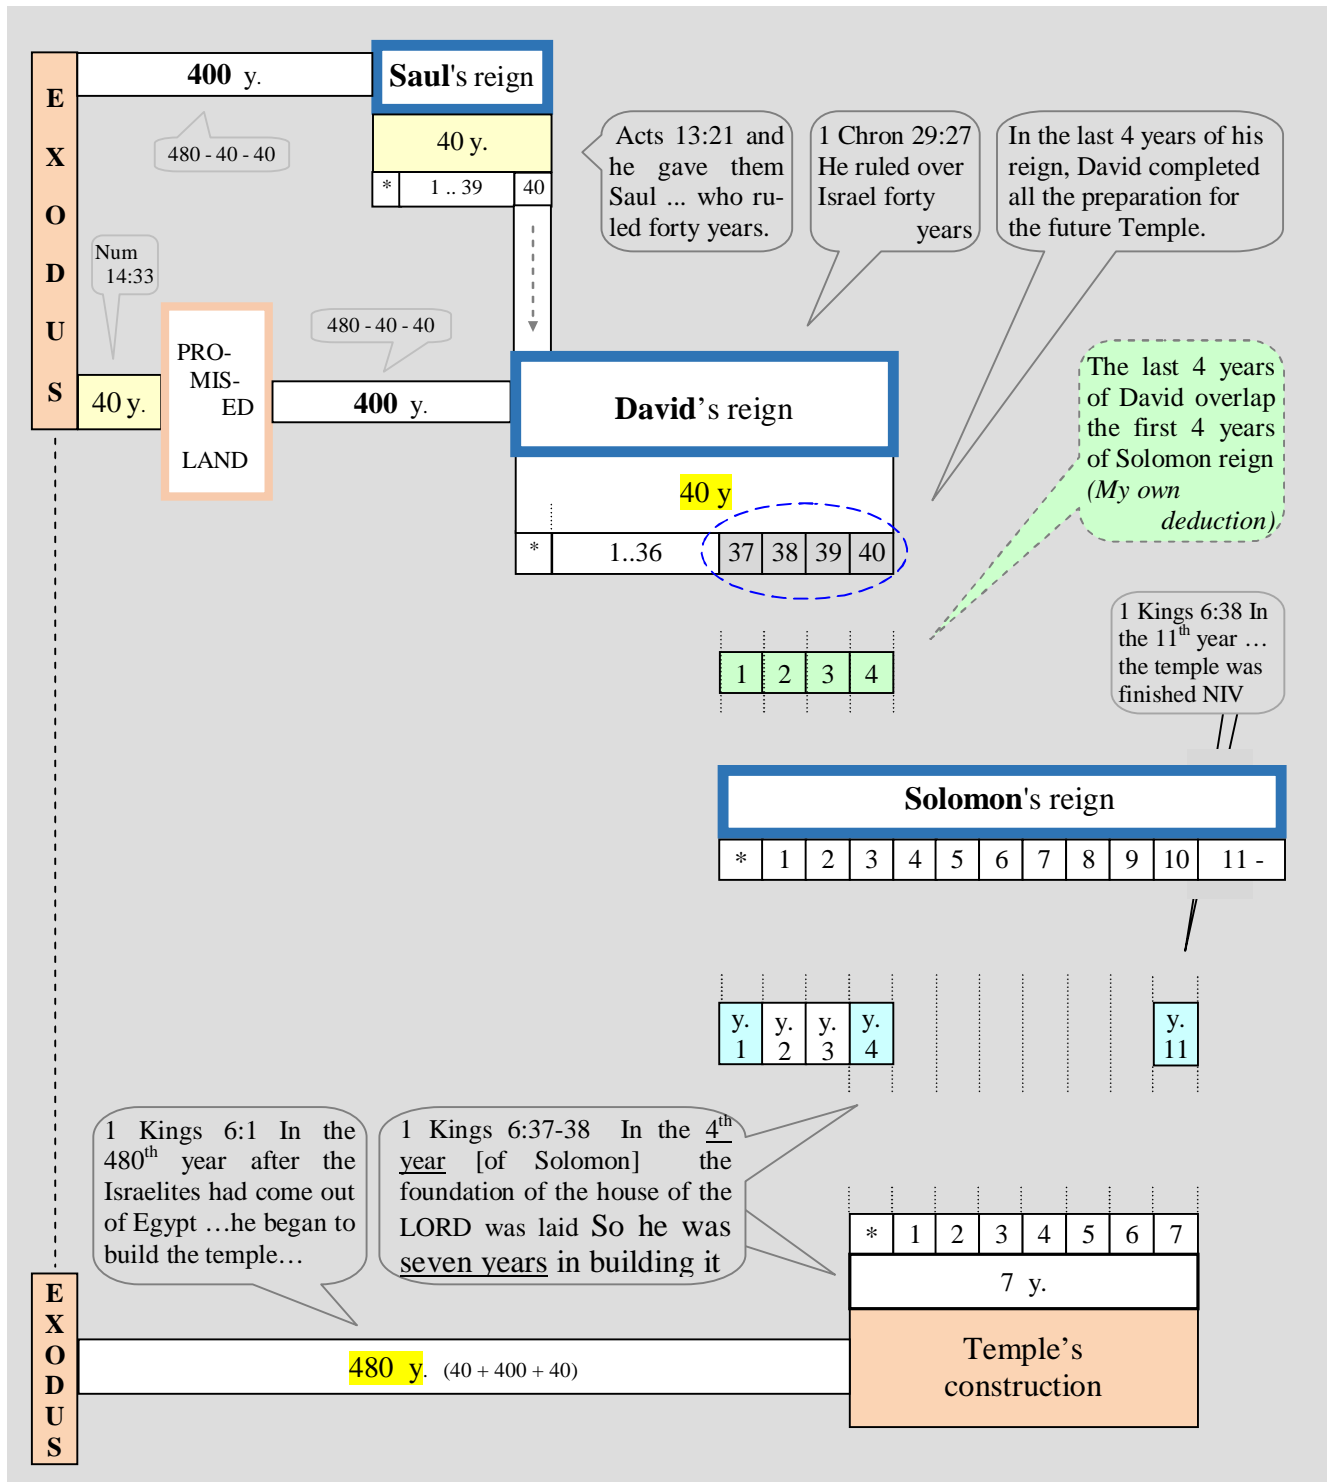 E
X
O
D
U
S
400 y.
Saul's reign
480 - 40 - 40
40 y.
* 1 .. 39 40
Acts 13:21 and
he gave them
Saul ... who ru-
led forty years.
1 Chron 29:27
He ruled over
Israel forty
years
In the last 4 years of his
reign, David completed
all the preparation for
the future Temple.
Num
14:33
40 y.
PRO-
MIS-
ED
LAND
480 - 40 - 40
400 y.
David's reign
40 y
* 1..36 37 38 39 40
The last 4 years
of David overlap
the first 4 years
of Solomon reign
(My own
deduction)
1 2 3 4
1 Kings 6:38 In
the 11th year …
the temple was
finished NIV
Solomon's reign
* 1 2 3 4 5 6 7 8 9 10 11 -
y. y. y. y. y.
1 2 3 4 11
1 Kings 6:1 In the
480th year after the
Israelites had come out
of Egypt …he began to
build the temple…
1 Kings 6:37-38 In the 4th
year [of Solomon] the
foundation of the house of the
LORD was laid So he was
seven years in building it
* 1 2 3 4 5 6 7
7 y.
Temple's
construction
E
X
O
D
U
S
480 y. (40 + 400 + 40)